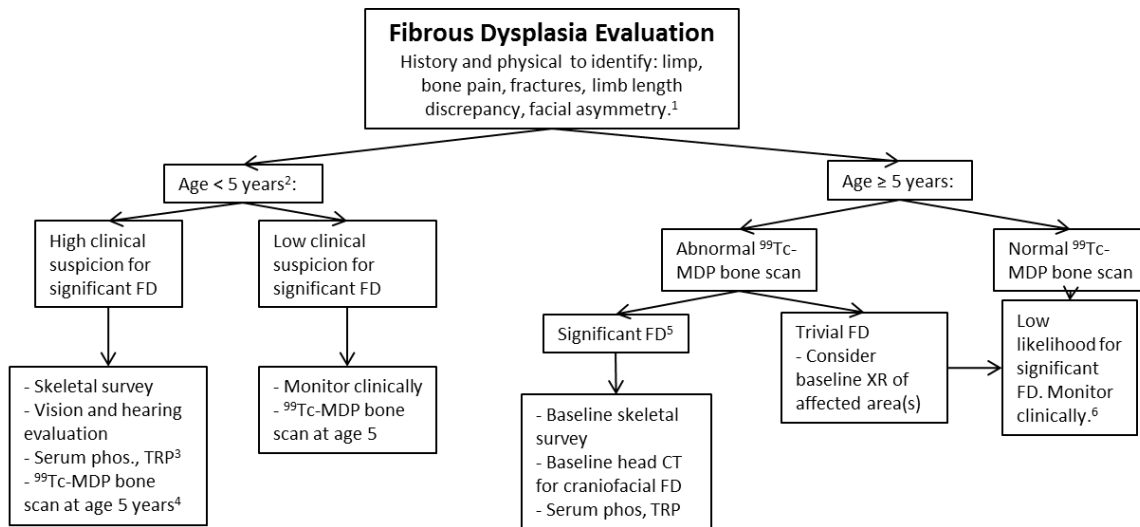 Fibrous Dysplasia Evaluation
History and physical to identify: limp,
bone pain, fractures, limb length
discrepancy, facial asymmetry.¹
Age < 5 years²:
Age ≥ 5 years:
High clinical
suspicion for
significant FD
Low clinical
suspicion for
significant FD
Abnormal ⁹⁹Tc-
MDP bone scan
Normal ⁹⁹Tc-
MDP bone scan
Significant FD⁵
Trivial FD
- Consider
baseline XR of
affected area(s)
Low
likelihood for
significant
FD. Monitor
clinically.⁶
- Skeletal survey
- Vision and hearing
evaluation
- Serum phos., TRP³
- ⁹⁹Tc-MDP bone
scan at age 5 years⁴
- Monitor clinically
- ⁹⁹Tc-MDP bone
scan at age 5
- Baseline skeletal
survey
- Baseline head CT
for craniofacial FD
- Serum phos, TRP